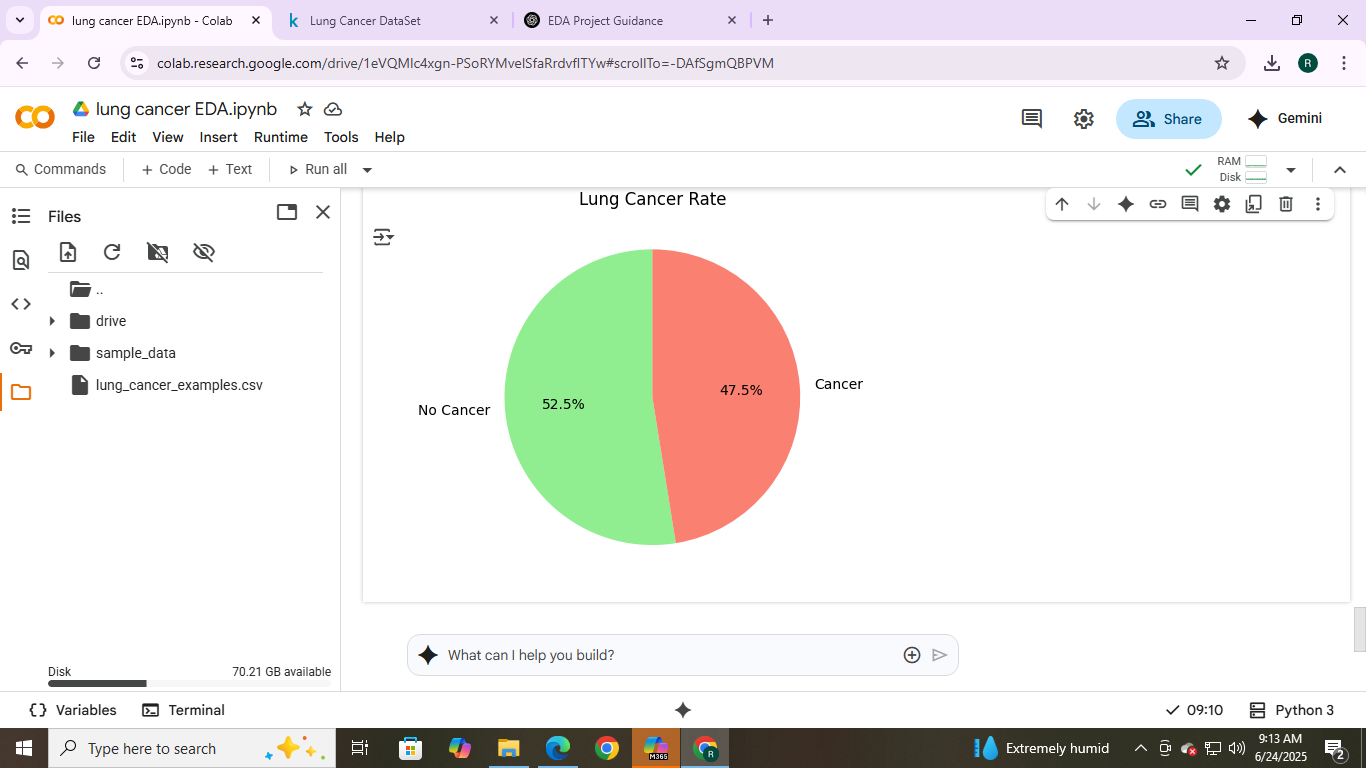 lung cancer EDA.ipynb - Colab
Lung Cancer DataSet
EDA Project Guidance
colab.research.google.com/drive/1eVQMIc4xgn-PSoRYMvelSfaRrdvfITYw#scrollTo=-DAfSgmQBPVM
R
lung cancer EDA.ipynb
File Edit View Insert Runtime Tools Help
Share
Gemini
Commands + Code + Text Run all
RAM
Disk
Files
..
drive
sample_data
lung_cancer_examples.csv
Disk 70.21 GB available
Lung Cancer Rate
47.5%
Cancer
52.5%
No Cancer
What can I help you build?
Variables Terminal
09:10 Python 3
Type here to search
M365
R
Extremely humid
9:13 AM
6/24/2025
2